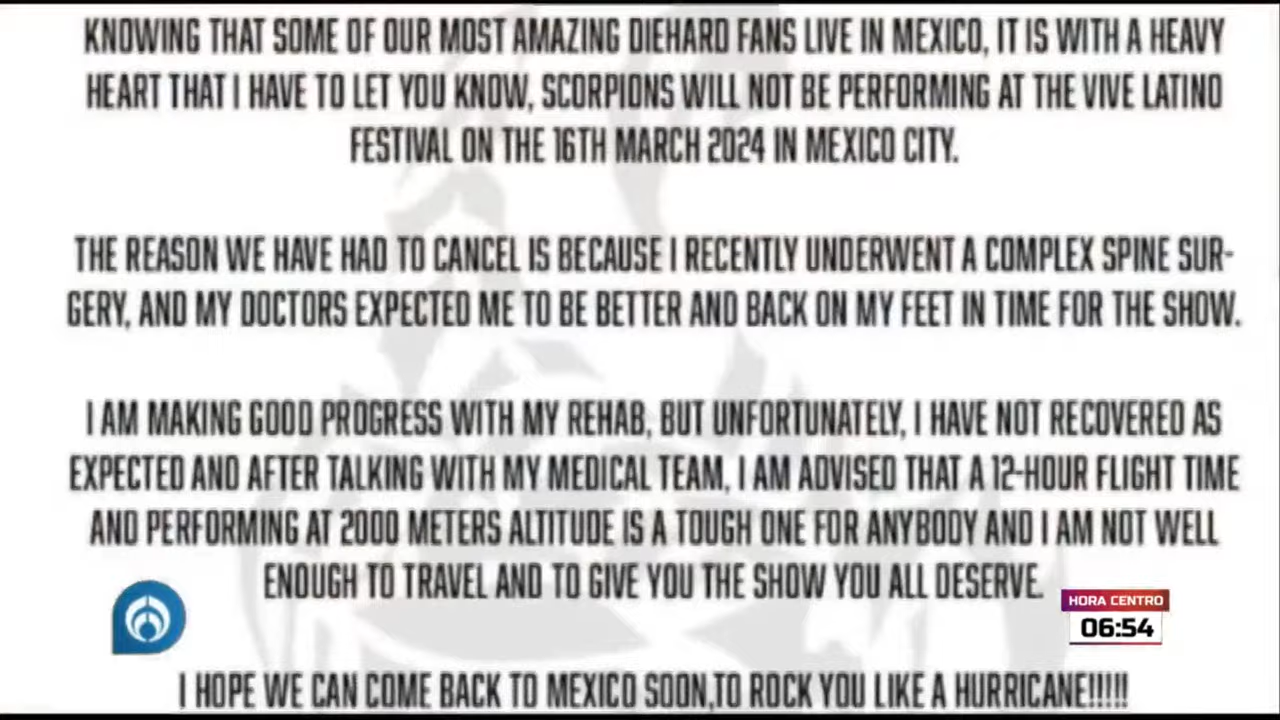 KNOWING THAT SOME OF OUR MOST AMAZING DIEHARD FANS LIVE IN MEXICO, IT IS WITH A HEAVY
HEART THAT I HAVE TO LET YOU KNOW, SCORPIONS WILL NOT BE PERFORMING AT THE VIVE LATINO
FESTIVAL ON THE 16TH MARCH 2024 IN MEXICO CITY.
THE REASON WE HAVE HAD TO CANCEL IS BECAUSE I RECENTLY UNDERWENT A COMPLEX SPINE SUR-
GERY, AND MY DOCTORS EXPECTED ME TO BE BETTER AND BACK ON MY FEET IN TIME FOR THE SHOW.
I AM MAKING GOOD PROGRESS WITH MY REHAB, BUT UNFORTUNATELY, I HAVE NOT RECOVERED AS
EXPECTED AND AFTER TALKING WITH MY MEDICAL TEAM, I AM ADVISED THAT A 12-HOUR FLIGHT TIME
AND PERFORMING AT 2000 METERS ALTITUDE IS A TOUGH ONE FOR ANYBODY AND I AM NOT WELL
ENOUGH TO TRAVEL AND TO GIVE YOU THE SHOW YOU ALL DESERVE.
HORA CENTRO
06:54
I HOPE WE CAN COME BACK TO MEXICO SOON,TO ROCK YOU LIKE A HURRICANE!!!!!